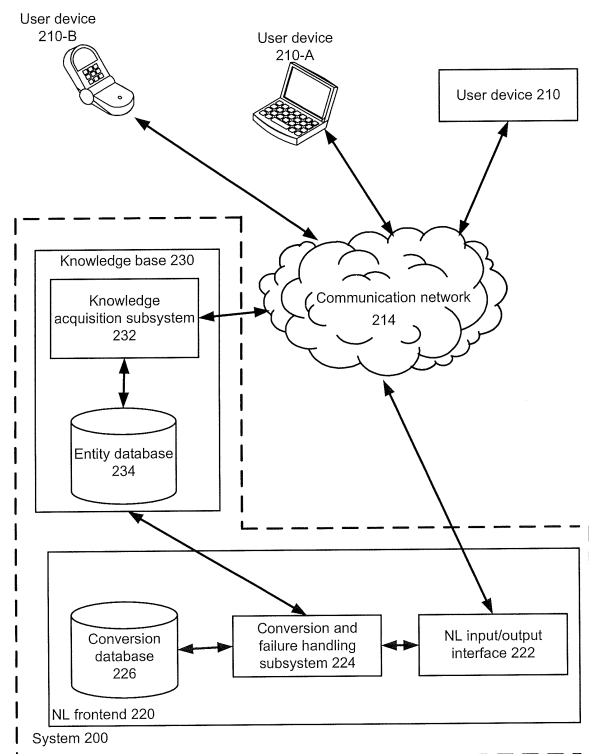 User device
210-B
User device
210-A
User device 210
Knowledge base 230
Knowledge
acquisition subsystem
232
Communication network
214
Entity database
234
Conversion
database
226
Conversion and
failure handling
subsystem 224
NL input/output
interface 222
NL frontend 220
System 200